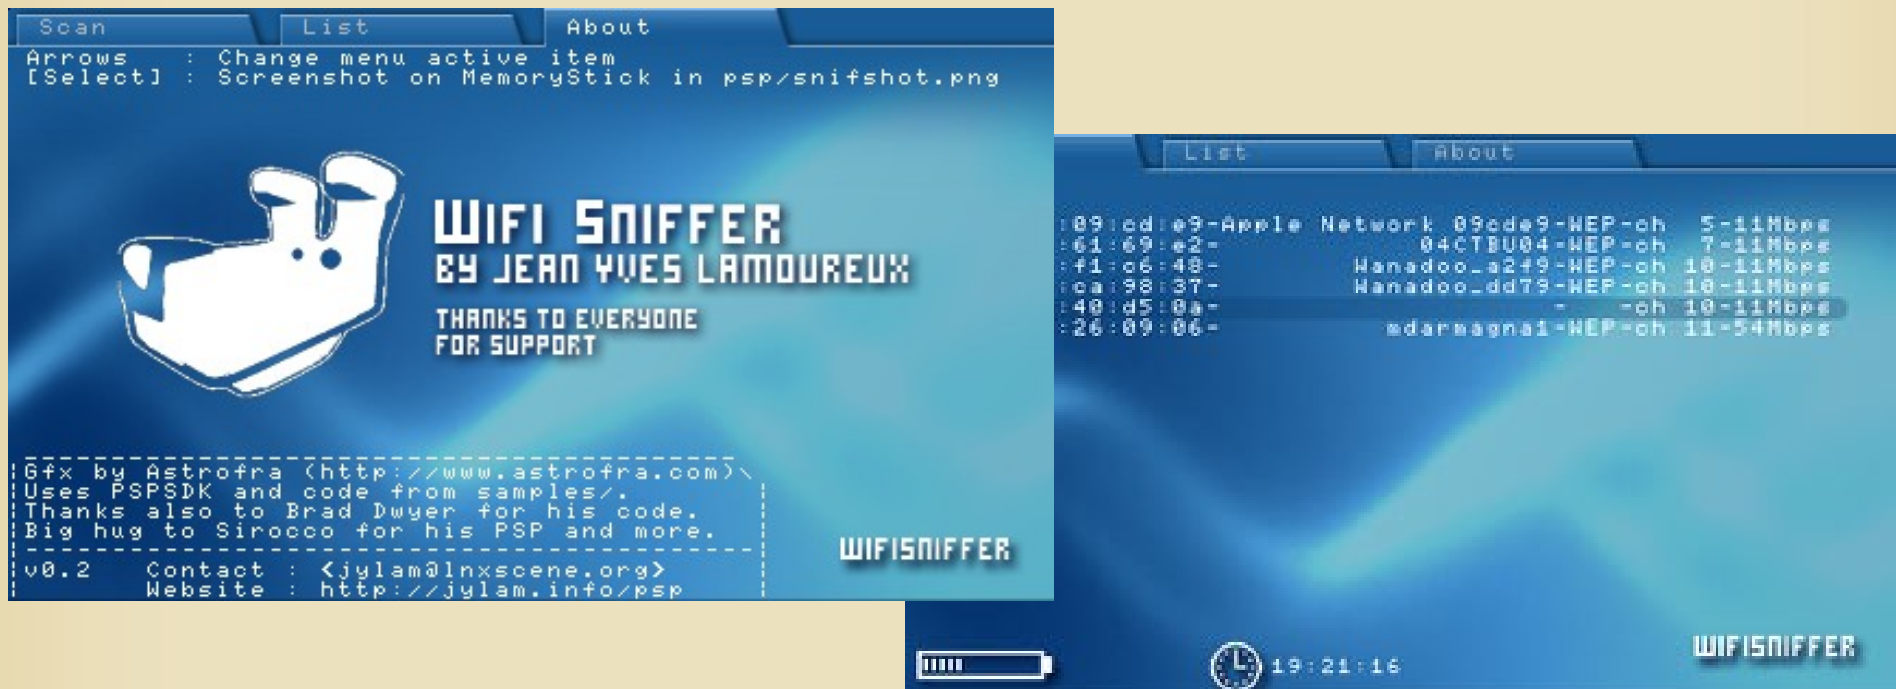 Scan List About
Arrows : Change menu active item
[Select] : Screenshot on MemoryStick in psp/snifshot.png
WIFI SNIFFER
BY JEAN YVES LAMOUREUX
THANKS TO EVERYONE
FOR SUPPORT
Gfx by Astrofra (http://www.astrofra.com)\
Uses PSPSDK and code from samples/.
Thanks also to Brad Dwyer for his code.
Big hug to Sirocco for his PSP and more.
v0.2 Contact : <jylam@lnxscene.org>
Website : http://jylam.info/psp
WIFISNIFFER
List About
:09:cd:e9-Apple Network 09cde9-WEP-ch 5-11Mbps
:61:69:e2- 04CTBU04-WEP-ch 7-11Mbps
:f1:c6:48- Wanadoo_a2f9-WEP-ch 10-11Mbps
:ca:98:37- Wanadoo_dd79-WEP-ch 10-11Mbps
:40:d5:0a- - -ch 10-11Mbps
:26:09:06- mdarmagna1-WEP-ch 11-54Mbps
19:21:16
WIFISNIFFER